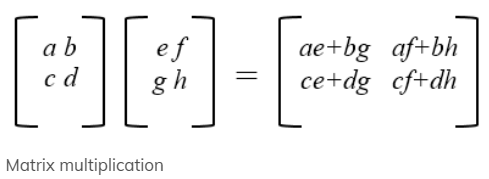 a b e f = ae+bg af+bh
c d g h ce+dg cf+dh
Matrix multiplication